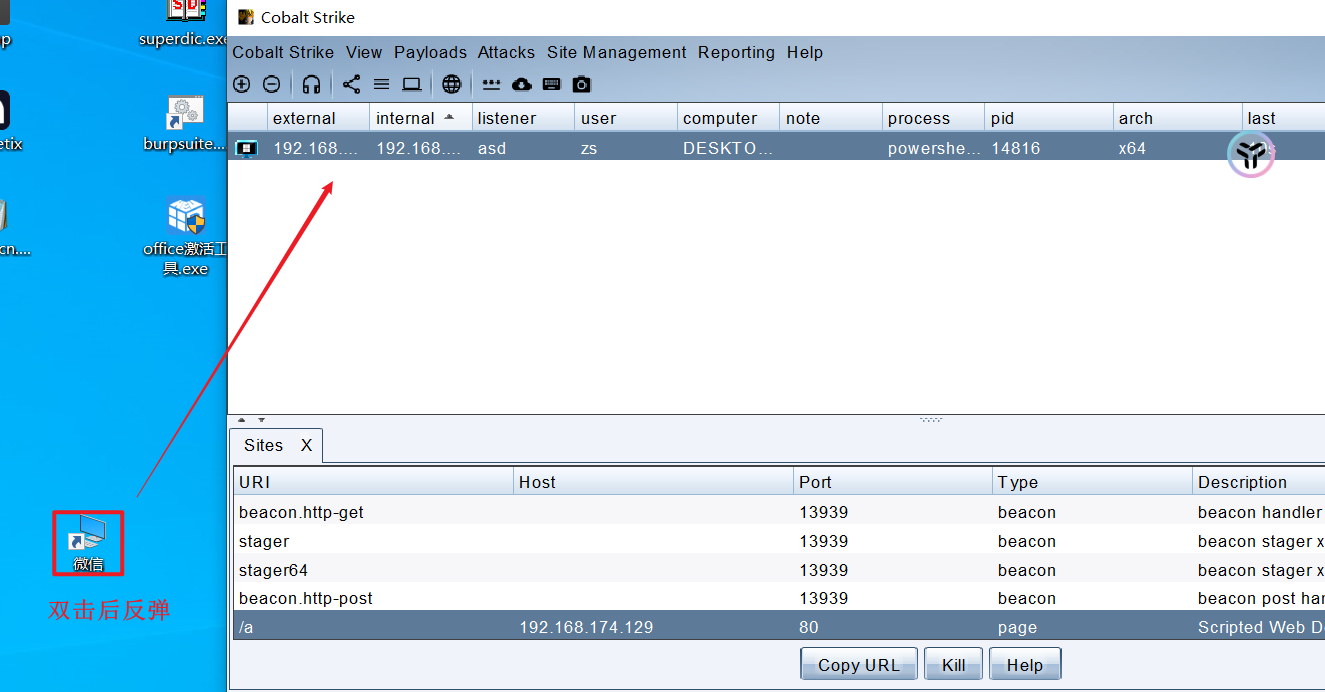 p
superdic.exe
etix
burpsuite....
cn....
office激活工
具.exe
微信
双击后反弹
Cobalt Strike
Cobalt Strike View Payloads Attacks Site Management Reporting Help
external internal listener user computer note process pid arch last
192.168.... 192.168.... asd zs DESKTO... powershe... 14816 x64
Sites X
URI Host Port Type Description
beacon.http-get 13939 beacon beacon handler
stager 13939 beacon beacon stager x
stager64 13939 beacon beacon stager x
beacon.http-post 13939 beacon beacon post har
/a 192.168.174.129 80 page Scripted Web D
Copy URL Kill Help